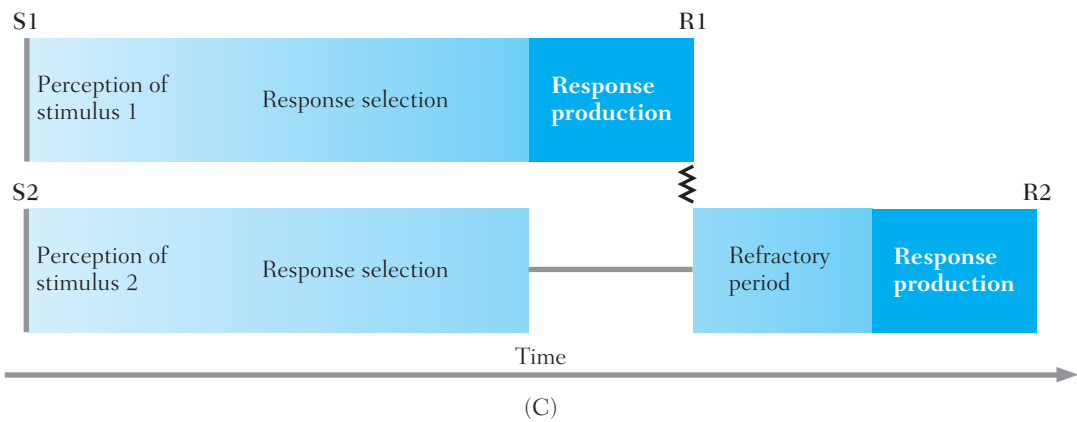 S1
R1
Perception of
stimulus 1
Response selection
Response
production
S2
R2
Perception of
stimulus 2
Response selection
Refractory
period
Response
production
Time
(C)